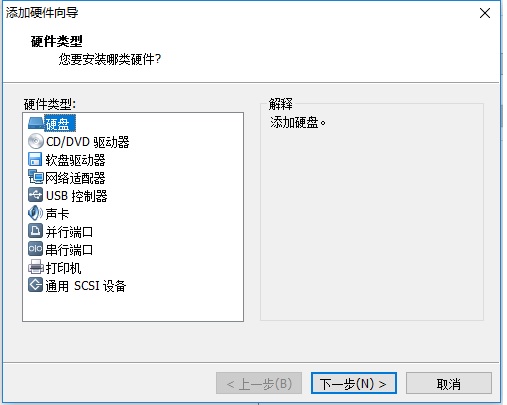 添加硬件向导
硬件类型
您要安装哪类硬件?
硬件类型:
硬盘
CD/DVD 驱动器
软盘驱动器
网络适配器
USB 控制器
声卡
并行端口
串行端口
打印机
通用 SCSI 设备
解释
添加硬盘。
< 上一步(B)
下一步(N) >
取消